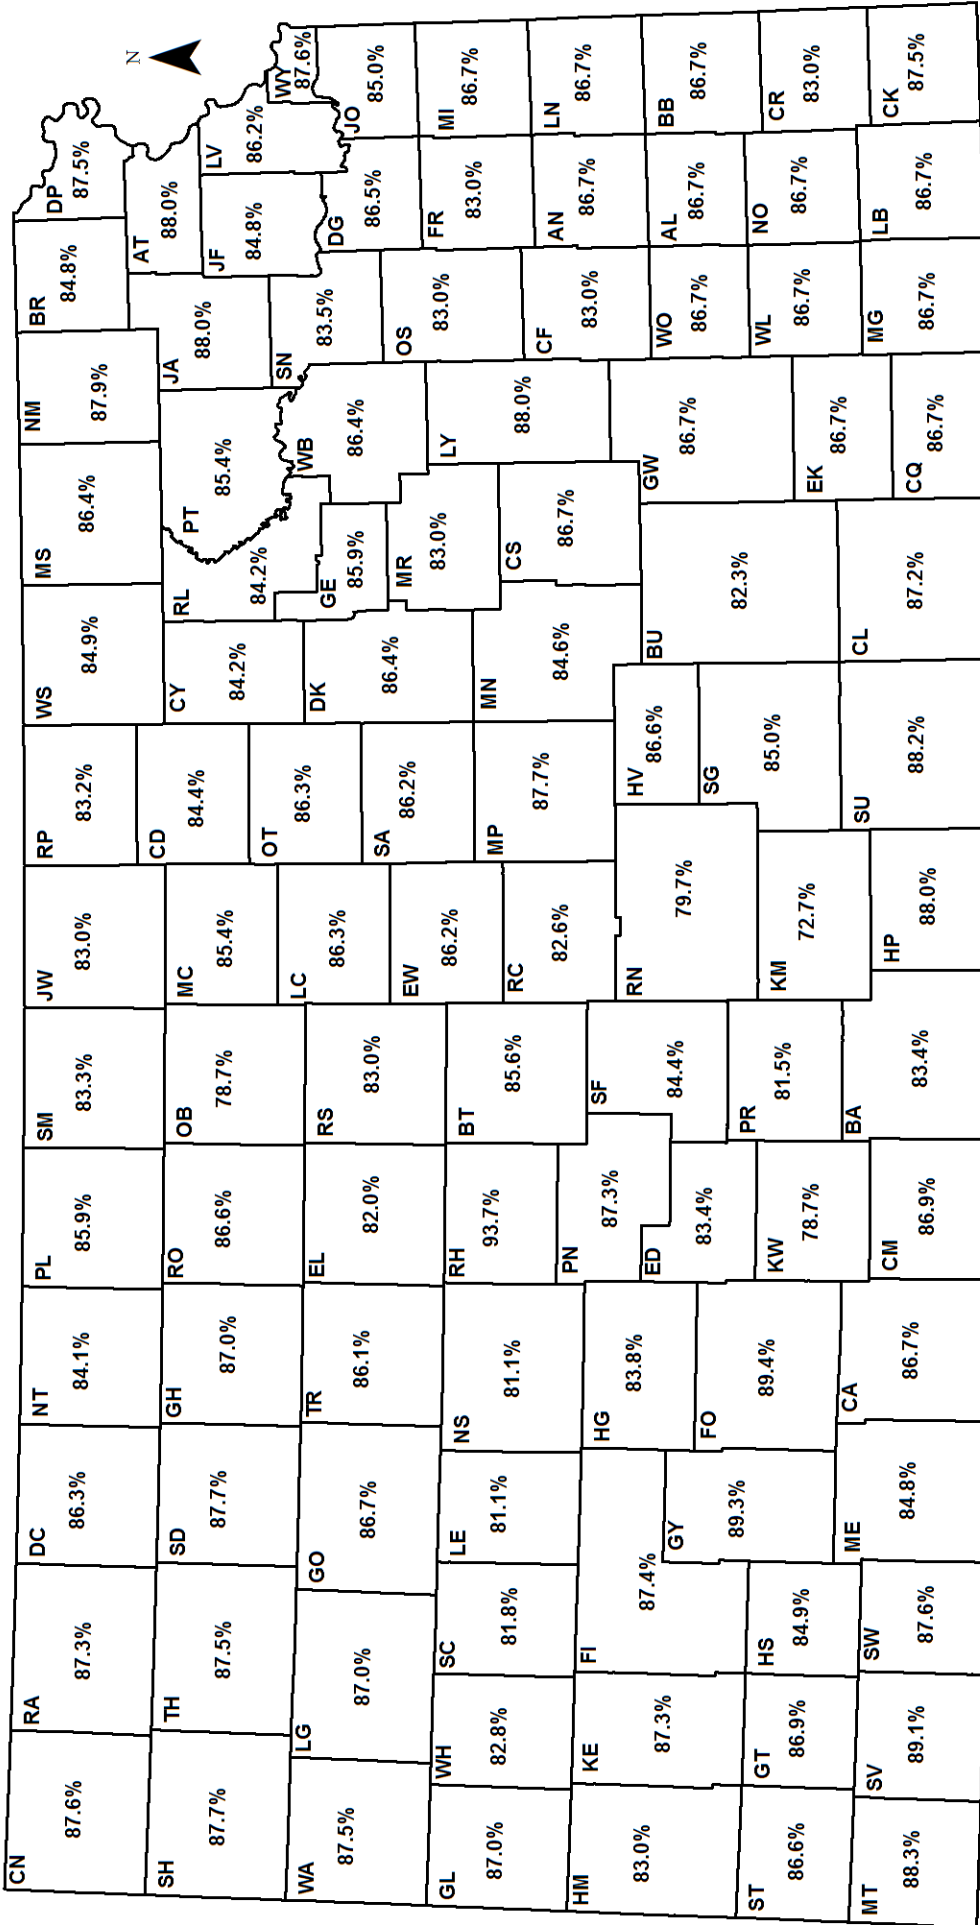 N
CN
87.6%
RA
87.3%
DC
86.3%
NT
84.1%
PL
85.9%
SM
83.3%
JW
83.0%
RP
83.2%
WS
84.9%
MS
86.4%
NM
87.9%
BR
84.8%
DP
87.5%
SH
87.7%
TH
87.5%
SD
87.7%
GH
87.0%
RO
86.6%
OB
78.7%
MC
85.4%
CD
84.4%
CY
84.2%
RL
84.2%
PT
85.4%
JA
88.0%
AT
88.0%
WA
87.5%
LG
87.0%
GO
86.7%
TR
86.1%
EL
82.0%
RS
83.0%
LC
86.3%
OT
86.3%
DK
86.4%
GE
85.9%
WB
86.4%
SN
83.5%
JF
84.8%
LV
86.2%
WY
87.6%
GL
87.0%
WH
82.8%
SC
81.8%
LE
81.1%
NS
81.1%
RH
93.7%
BT
85.6%
EW
86.2%
SA
86.2%
MR
83.0%
LY
88.0%
OS
83.0%
DG
86.5%
JO
85.0%
HM
83.0%
KE
87.3%
FI
87.4%
HG
83.8%
PN
87.3%
SF
84.4%
RC
82.6%
MP
87.7%
MN
84.6%
CS
86.7%
CF
83.0%
FR
83.0%
MI
86.7%
ED
83.4%
RN
79.7%
HV
86.6%
BU
82.3%
GW
86.7%
WO
86.7%
AN
86.7%
LN
86.7%
ST
86.6%
GT
86.9%
HS
84.9%
GY
89.3%
FO
89.4%
KW
78.7%
PR
81.5%
KM
72.7%
SG
85.0%
EK
86.7%
WL
86.7%
AL
86.7%
BB
86.7%
NO
86.7%
CR
83.0%
MT
88.3%
SV
89.1%
SW
87.6%
ME
84.8%
CA
86.7%
CM
86.9%
BA
83.4%
HP
88.0%
SU
88.2%
CL
87.2%
CQ
86.7%
MG
86.7%
LB
86.7%
CK
87.5%